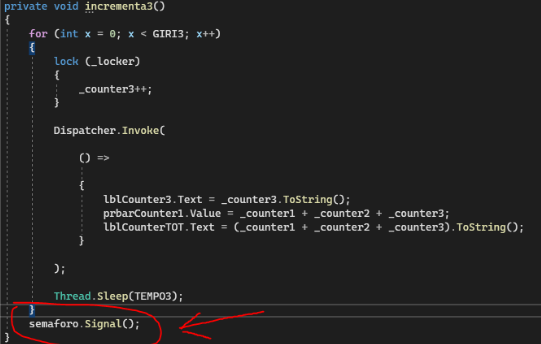 private void incrementa3()
{
for (int x = 0; x < GIRI3; x++)
{
lock (_locker)
{
_counter3++;
}
Dispatcher.Invoke(
() =>
{
lblCounter3.Text = _counter3.ToString();
prbarCounter1.Value = _counter1 + _counter2 + _counter3;
lblCounterTOT.Text = (_counter1 + _counter2 + _counter3).ToString();
}
);
Thread.Sleep(TEMPO3);
}
semaforo.Signal();
}